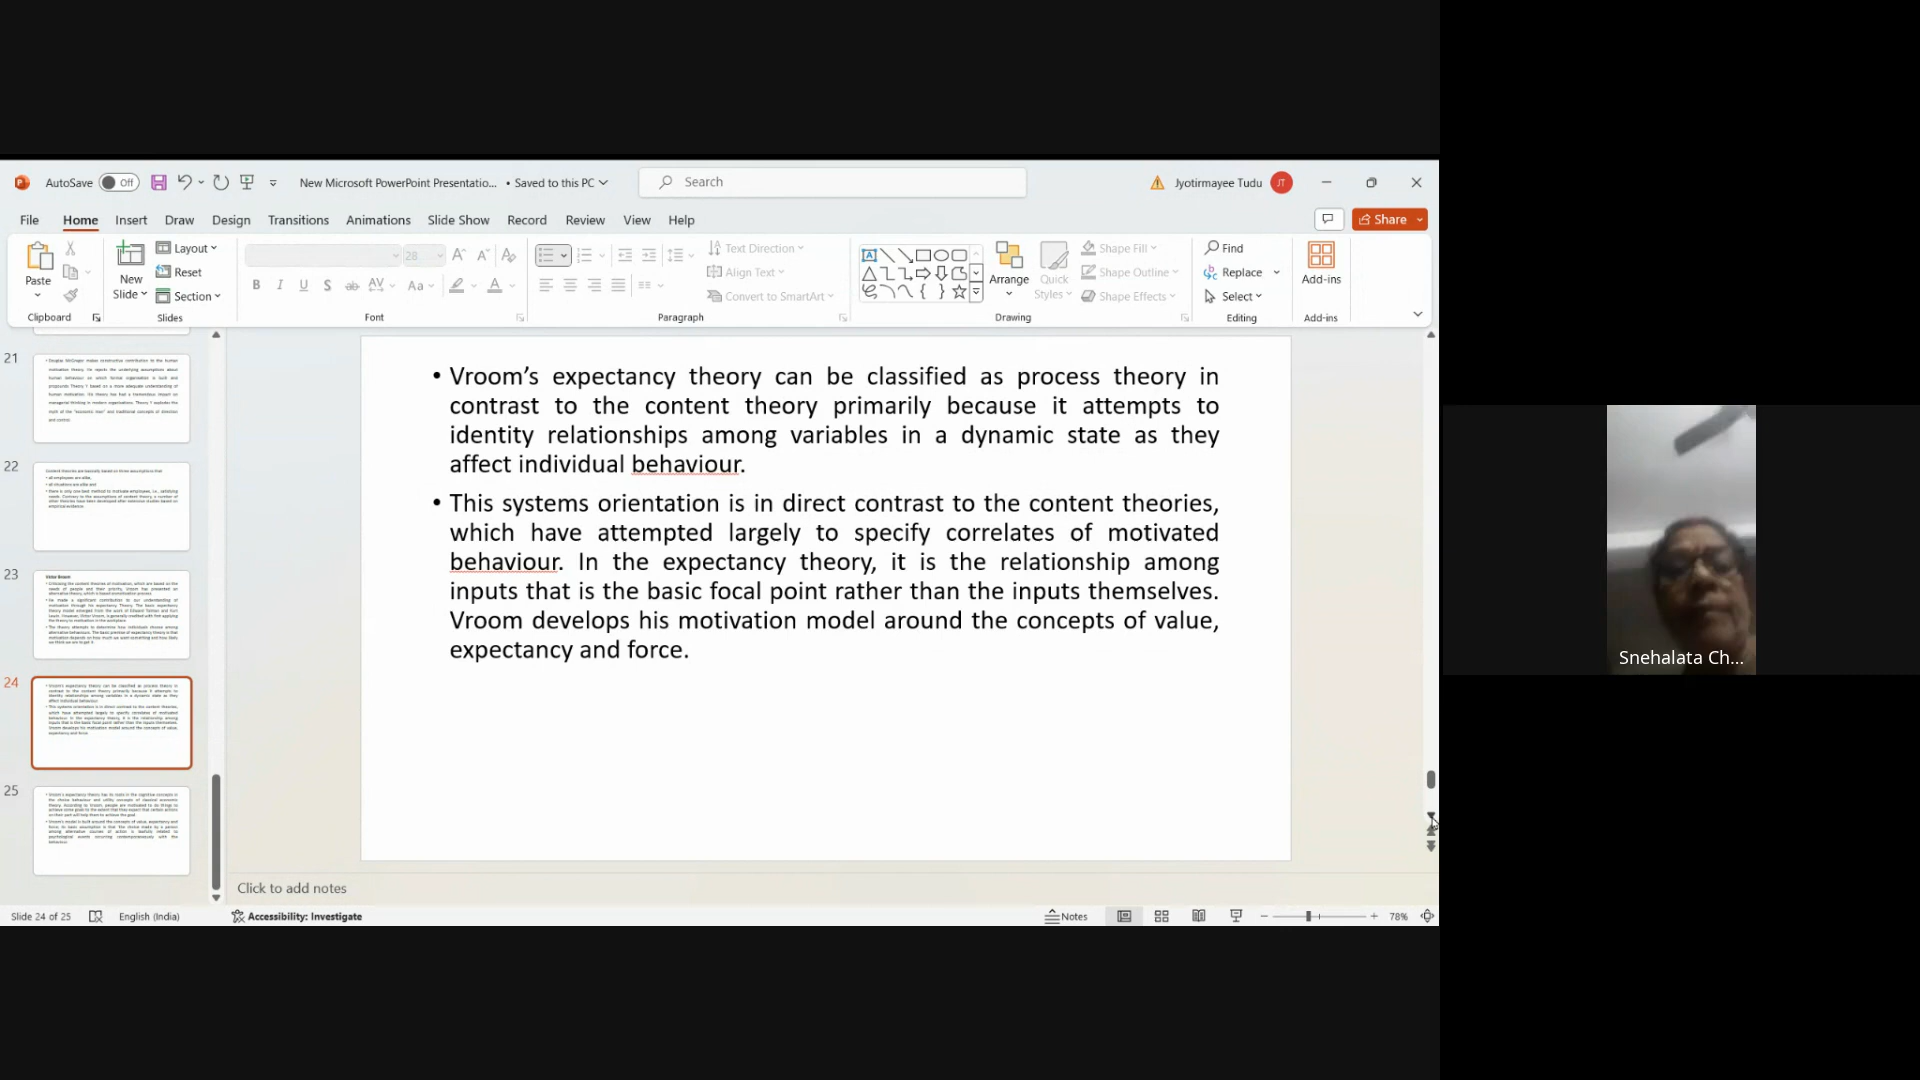 AutoSave Off New Microsoft PowerPoint Presentatio... • Saved to this PC Search Jyotirmayee Tudu JT
File Home Insert Draw Design Slide Show Transitions Animations Record Review View Help Share
Paste New Slide Layout Reset Section 28 Text Direction Align Text Convert to SmartArt Arrange Quick Styles Shape Fill Shape Outline Shape Effects Find Replace Select Add-ins
Clipboard Slides Font Paragraph Drawing Editing Add-ins
21
22
23
24
25
• Vroom's expectancy theory can be classified as process theory in
contrast to the content theory primarily because it attempts to
identity relationships among variables in a dynamic state as they
affect individual behaviour.
• This systems orientation is in direct contrast to the content theories,
which have attempted largely to specify correlates of motivated
behaviour. In the expectancy theory, it is the relationship among
inputs that is the basic focal point rather than the inputs themselves.
Vroom develops his motivation model around the concepts of value,
expectancy and force.
Click to add notes
Slide 24 of 25 English (India) Accessibility: Investigate Notes 78%
Snehalata Ch...